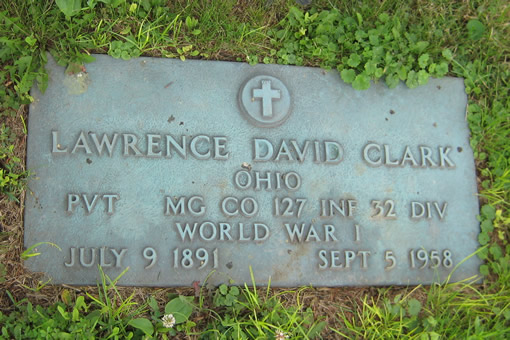 LAWRENCE DAVID CLARK
OHIO
PVT MG CO 127 INF 32 DIV
WORLD WAR I
JULY 9 1891 SEPT 5 1958